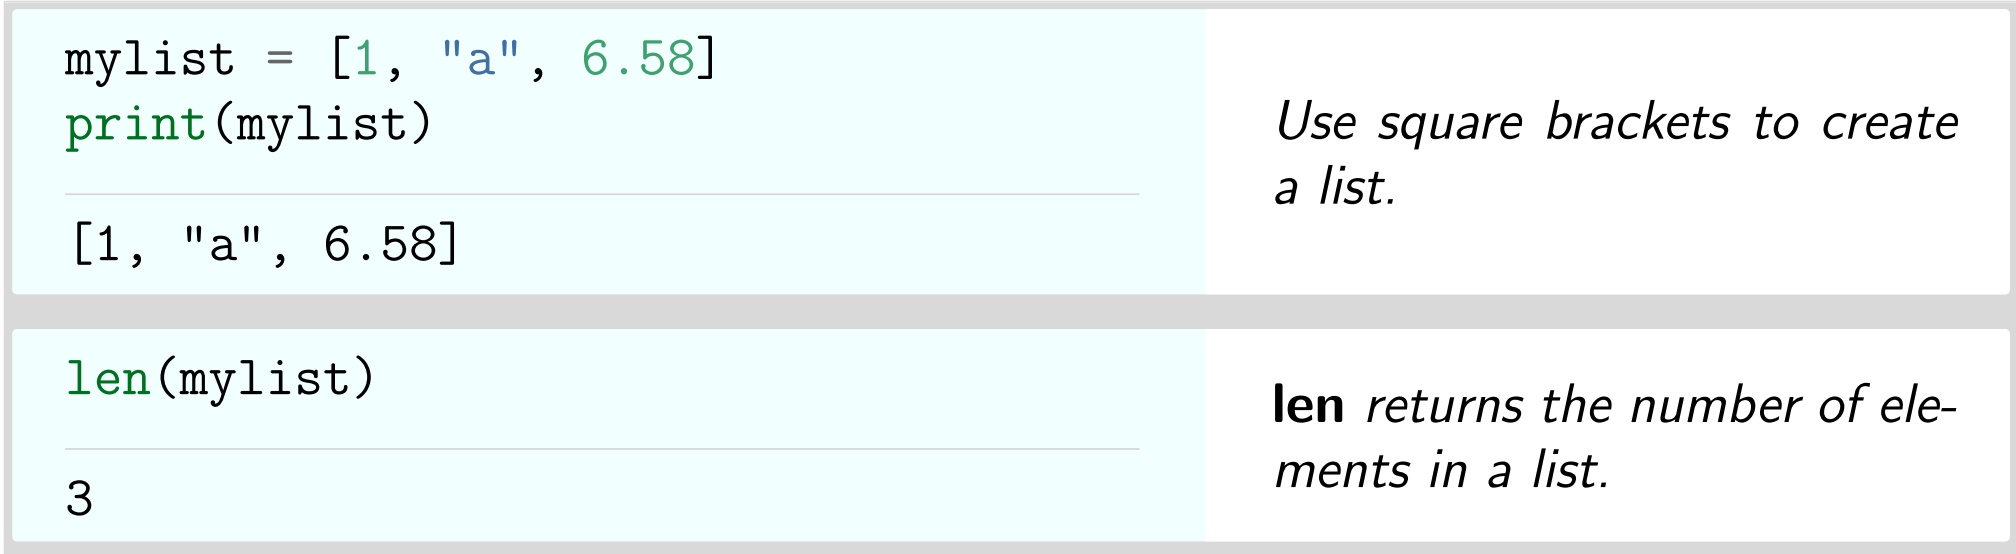 mylist = [1, "a", 6.58]
print(mylist)
[1, "a", 6.58]
Use square brackets to create
a list.
len(mylist)
3
len returns the number of ele-
ments in a list.